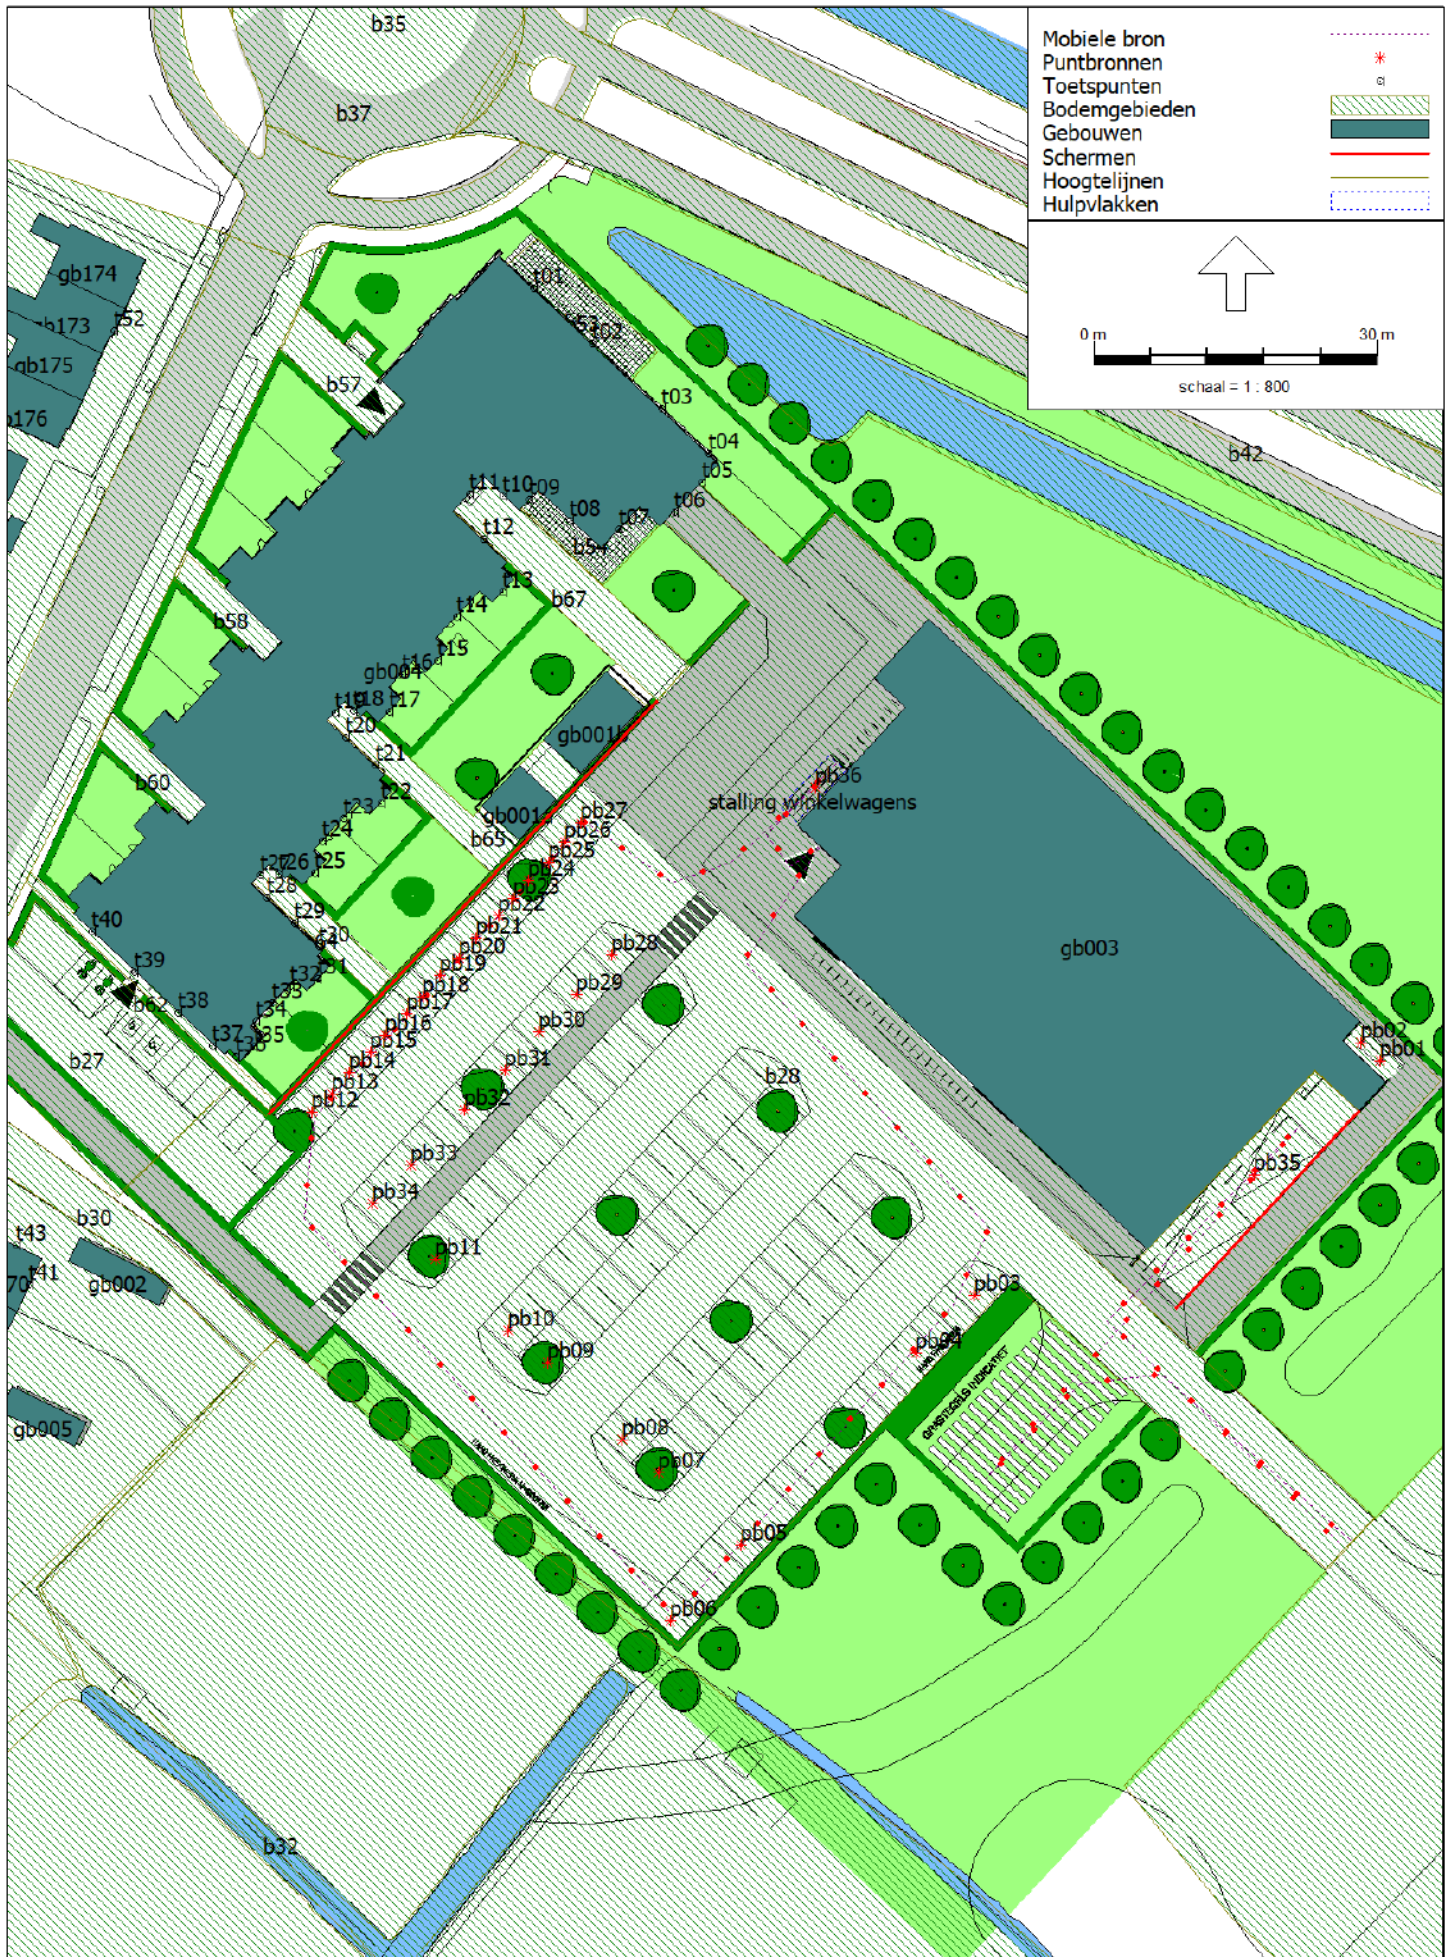 Mobiele bron
Puntbronnen
Toetspunten
Bodemgebieden
Gebouwen
Schermen
Hoogtelijnen
Hulpvlakken
0 m 30 m
schaal = 1 : 800
b35
b37
gb174
t52
gb175
b57
t01
t02
t03
t04
t05
t06
b42
t11
t10
t09
t08
t07
t12
b54
t13
b67
t14
b58
t15
t16
gb004
t17
t18
t19
t20
gb001b
t21
b60
t22
pb36
stalling winkelwagens
t23
gb001
pb27
t24
b65
pb26
pb25
t26
t25
pb24
t28
pb23
pb22
t29
pb21
t40
t30
pb20
pb28
gb003
t39
t31
pb19
t32
pb18
pb29
b62
t38
t33
pb17
t34
pb16
pb30
pb02
t37
t35
pb15
pb01
b27
pb14
pb31
pb13
b28
pb12
pb32
pb33
pb35
pb34
b30
t43
pb11
t41
gb002
pb03
pb10
pb04
pb09
GRASTEGELS INDICATIEF
gb005
pb08
pb07
pb05
pb06
b32